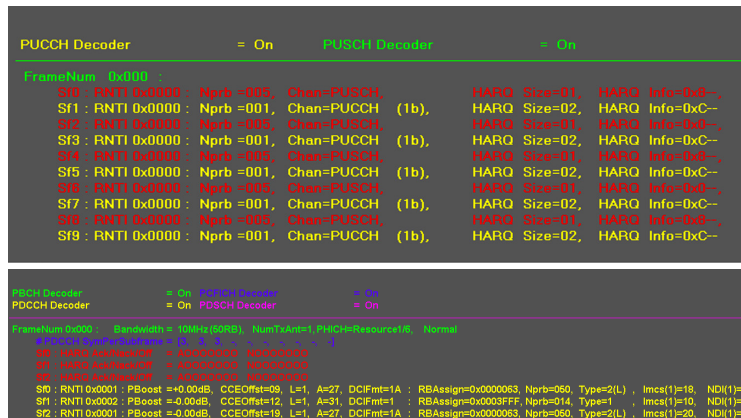 PUCCH Decoder = On PUSCH Decoder = On
FrameNum 0x000 :
Sf0 : RNTI 0x0000 : Nprb =005, Chan=PUSCH, HARQ Size=01, HARQ Info=0x8--,
Sf1 : RNTI 0x0000 : Nprb =001, Chan=PUCCH (1b), HARQ Size=02, HARQ Info=0xC--
Sf2 : RNTI 0x0000 : Nprb =005, Chan=PUSCH, HARQ Size=01, HARQ Info=0x8--,
Sf3 : RNTI 0x0000 : Nprb =001, Chan=PUCCH (1b), HARQ Size=02, HARQ Info=0xC--
Sf4 : RNTI 0x0000 : Nprb =005, Chan=PUSCH, HARQ Size=01, HARQ Info=0x8--,
Sf5 : RNTI 0x0000 : Nprb =001, Chan=PUCCH (1b), HARQ Size=02, HARQ Info=0xC--
Sf6 : RNTI 0x0000 : Nprb =005, Chan=PUSCH, HARQ Size=01, HARQ Info=0x8--,
Sf7 : RNTI 0x0000 : Nprb =001, Chan=PUCCH (1b), HARQ Size=02, HARQ Info=0xC--
Sf8 : RNTI 0x0000 : Nprb =005, Chan=PUSCH, HARQ Size=01, HARQ Info=0x8--,
Sf9 : RNTI 0x0000 : Nprb =001, Chan=PUCCH (1b), HARQ Size=02, HARQ Info=0xC--
PBCH Decoder = On PCFICH Decoder = On
PDCCH Decoder = On PDSCH Decoder = On
FrameNum 0x000 : Bandwidth = 10MHz (50RB), NumTxAnt=1, PHICH=Resource1/6, Normal
# PDCCH SymPerSubframe = [3, 3, 3, -, -, -, -, -, -, -]
Sf0 : HARQ
Sf1 : HARQ
Sf2 : HARQ
Sf0 : RNTI 0x0001 : PBoost =+0.00dB, CCEOffst=09, L=1, A=27, DCIFmt=1A : RBAssign=0x0000063, Nprb=050, Type=2(L) , Imcs(1)=18, NDI(1)=
Sf1 : RNTI 0x0002 : PBoost =-0.00dB, CCEOffst=12, L=1, A=31, DCIFmt=1 : RBAssign=0x0003FFF, Nprb=014, Type=1 Imcs(1)=10, NDI(1)=
Sf2 : RNTI 0x0001 : PBoost =-0.00dB, CCEOffst=19, L=1, A=27, DCIFmt=1A : RBAssign=0x0000063, Nprb=050, Type=2(L) , Imcs(1)=20, NDI(1)=